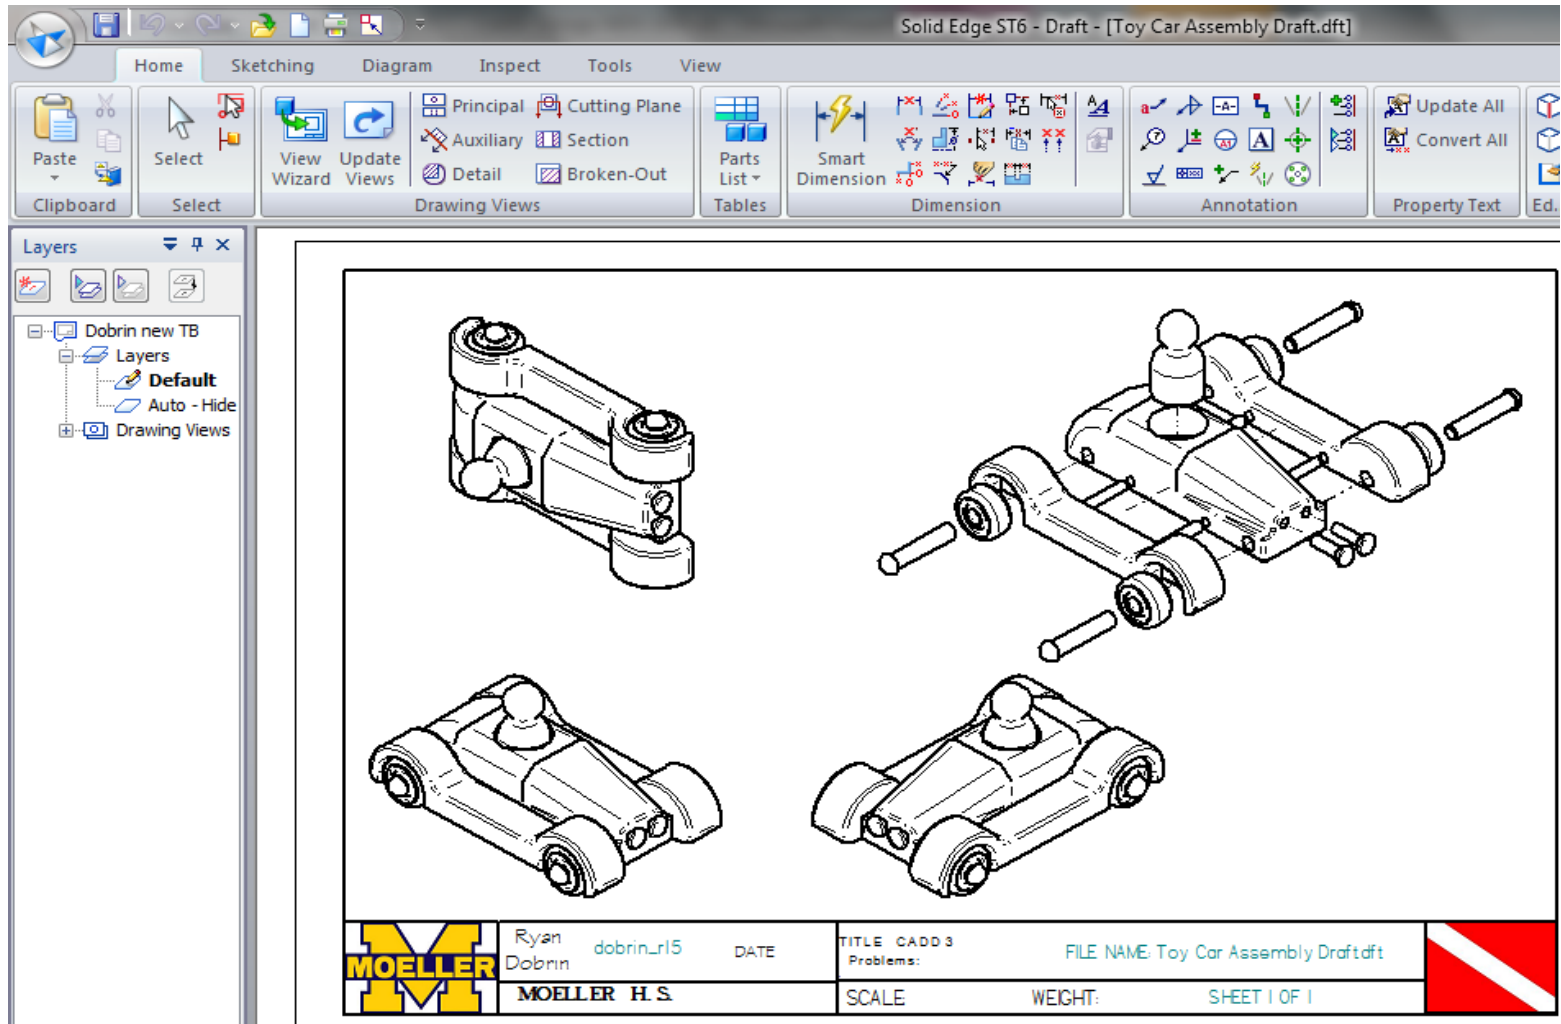 Solid Edge ST6 - Draft - [Toy Car Assembly Draft.dft]
Home Sketching Diagram Inspect Tools View
Paste
Clipboard
Select
Select
View Wizard
Update Views
Principal
Cutting Plane
Auxiliary
Section
Detail
Broken-Out
Drawing Views
Parts List
Tables
Smart Dimension
Dimension
Annotation
Update All
Convert All
Property Text
Ed.
Layers
Dobrin new TB
Layers
Default
Auto - Hide
Drawing Views
MOELLER
Ryan Dobrin
dobrin_r15
DATE
MOELLER H.S.
TITLE CADD 3
Problems:
FILE NAME: Toy Car Assembly Draft.dft
SCALE
WEIGHT:
SHEET 1 OF 1